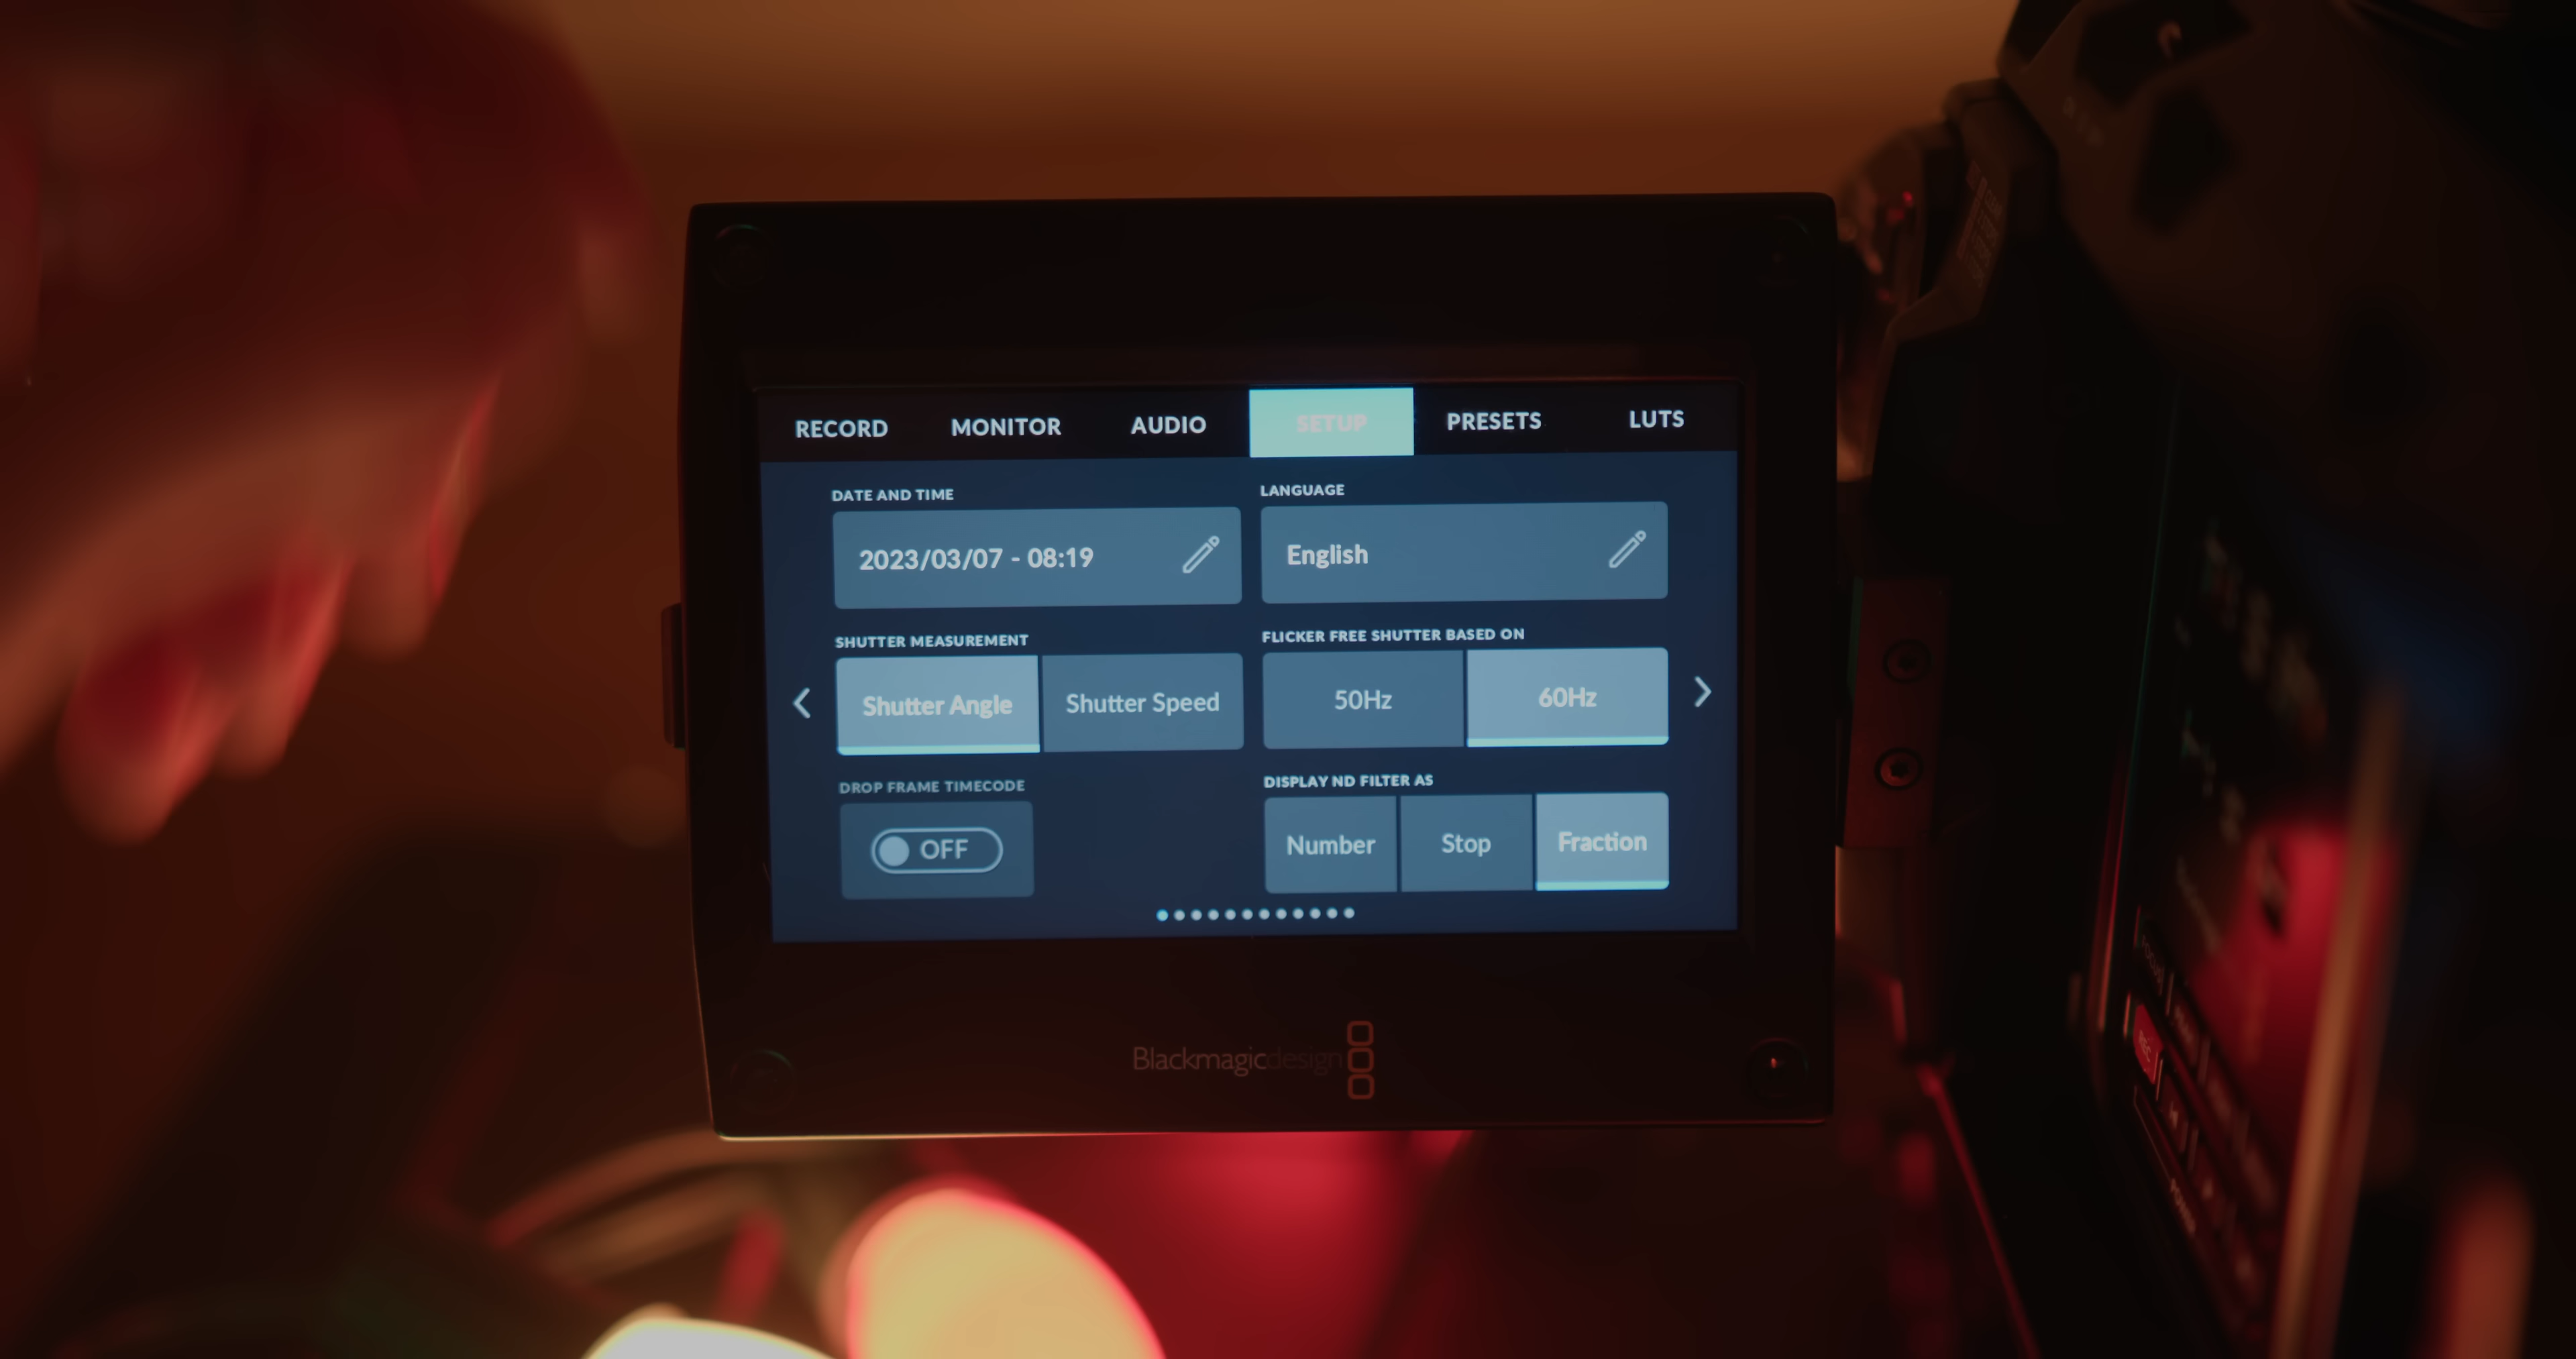 RECORD MONITOR AUDIO SETUP PRESETS LUTS
DATE AND TIME
2023/03/07 - 08:19
LANGUAGE
English
SHUTTER MEASUREMENT
Shutter Angle Shutter Speed
FLICKER FREE SHUTTER BASED ON
50Hz 60Hz
DROP FRAME TIMECODE
OFF
DISPLAY ND FILTER AS
Number Stop Fraction
Blackmagicdesign